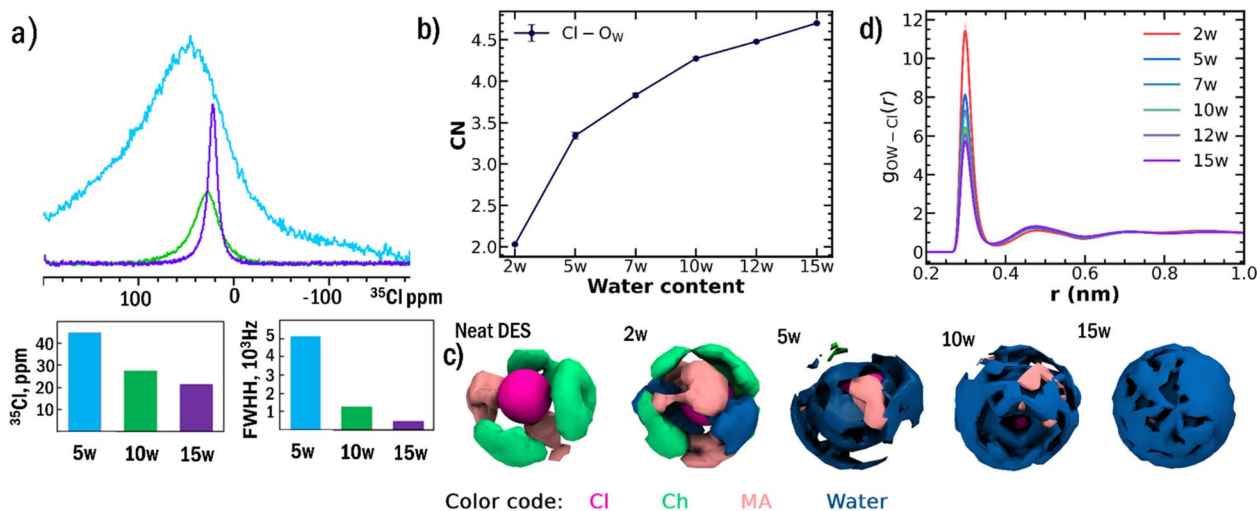 a)
100 0 -100 ³⁵Cl ppm
³⁵Cl, ppm
40
30
20
10
5w 10w 15w
FWHH, 10³Hz
5
4
3
2
1
5w 10w 15w
b)
Cl – O_W
CN
4.5
4.0
3.5
3.0
2.5
2.0
2w 5w 7w 10w 12w 15w
Water content
d)
g_OW–Cl(r)
12
10
8
6
4
2
0
0.2 0.4 0.6 0.8 1.0
r (nm)
2w
5w
7w
10w
12w
15w
c)
Neat DES 2w 5w 10w 15w
Color code: Cl Ch MA Water